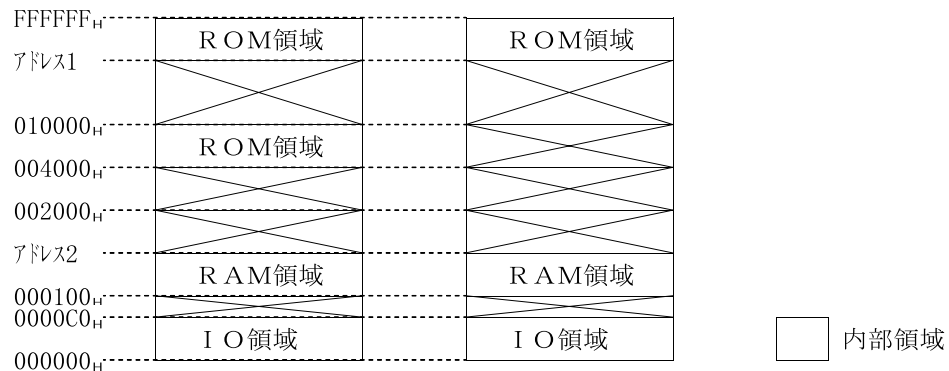 FFFFFFH
ROM領域 ROM領域
アドレス1
010000H
ROM領域
004000H
002000H
アドレス2
RAM領域 RAM領域
000100H
0000C0H
IO領域 IO領域 内部領域
000000H